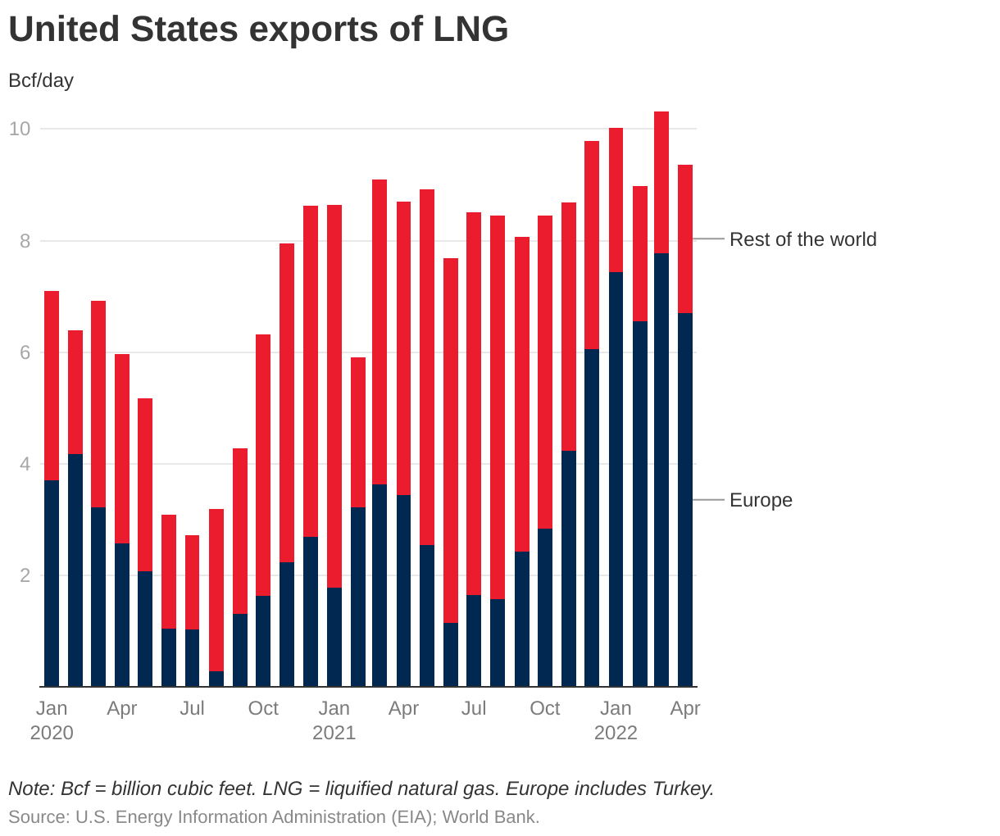 United States exports of LNG
Bcf/day
10
8
6
4
2
Rest of the world
Europe
Jan Apr Jul Oct Jan Apr Jul Oct Jan Apr
2020 2021 2022
Note: Bcf = billion cubic feet. LNG = liquified natural gas. Europe includes Turkey.
Source: U.S. Energy Information Administration (EIA); World Bank.